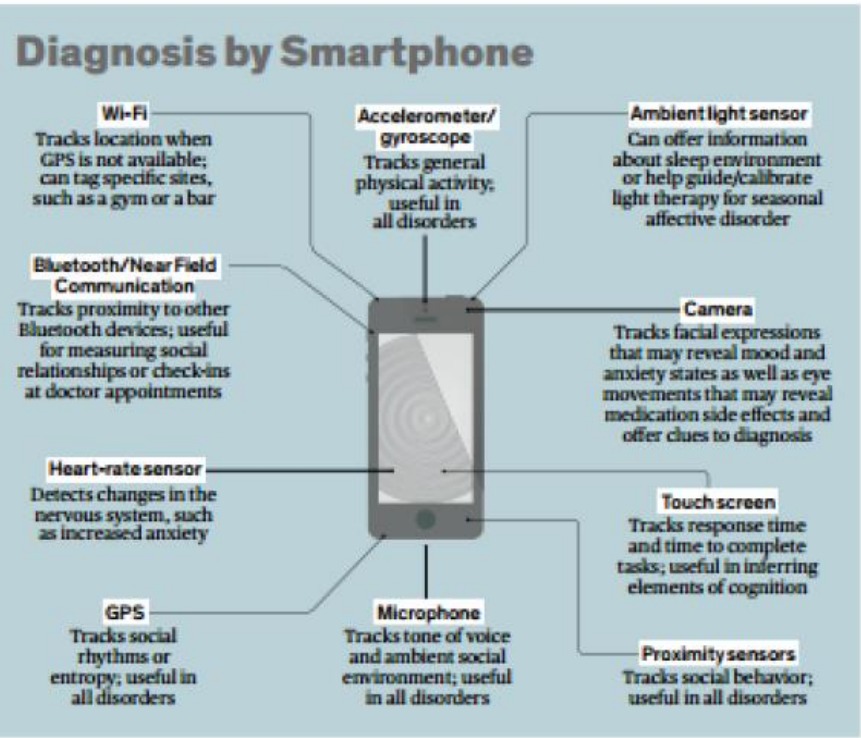 Diagnosis by Smartphone
Wi-Fi
Tracks location when
GPS is not available;
can tag specific sites,
such as a gym or a bar
Accelerometer/
gyroscope
Tracks general
physical activity;
useful in
all disorders
Ambient light sensor
Can offer information
about sleep environment
or help guide/calibrate
light therapy for seasonal
affective disorder
Bluetooth/Near Field
Communication
Tracks proximity to other
Bluetooth devices; useful
for measuring social
relationships or check-ins
at doctor appointments
Camera
Tracks facial expressions
that may reveal mood and
anxiety states as well as eye
movements that may reveal
medication side effects and
offer clues to diagnosis
Heart-rate sensor
Detects changes in the
nervous system, such
as increased anxiety
Touch screen
Tracks response time
and time to complete
tasks; useful in inferring
elements of cognition
GPS
Tracks social
rhythms or
entropy; useful in
all disorders
Microphone
Tracks tone of voice
and ambient social
environment; useful
in all disorders
Proximity sensors
Tracks social behavior;
useful in all disorders